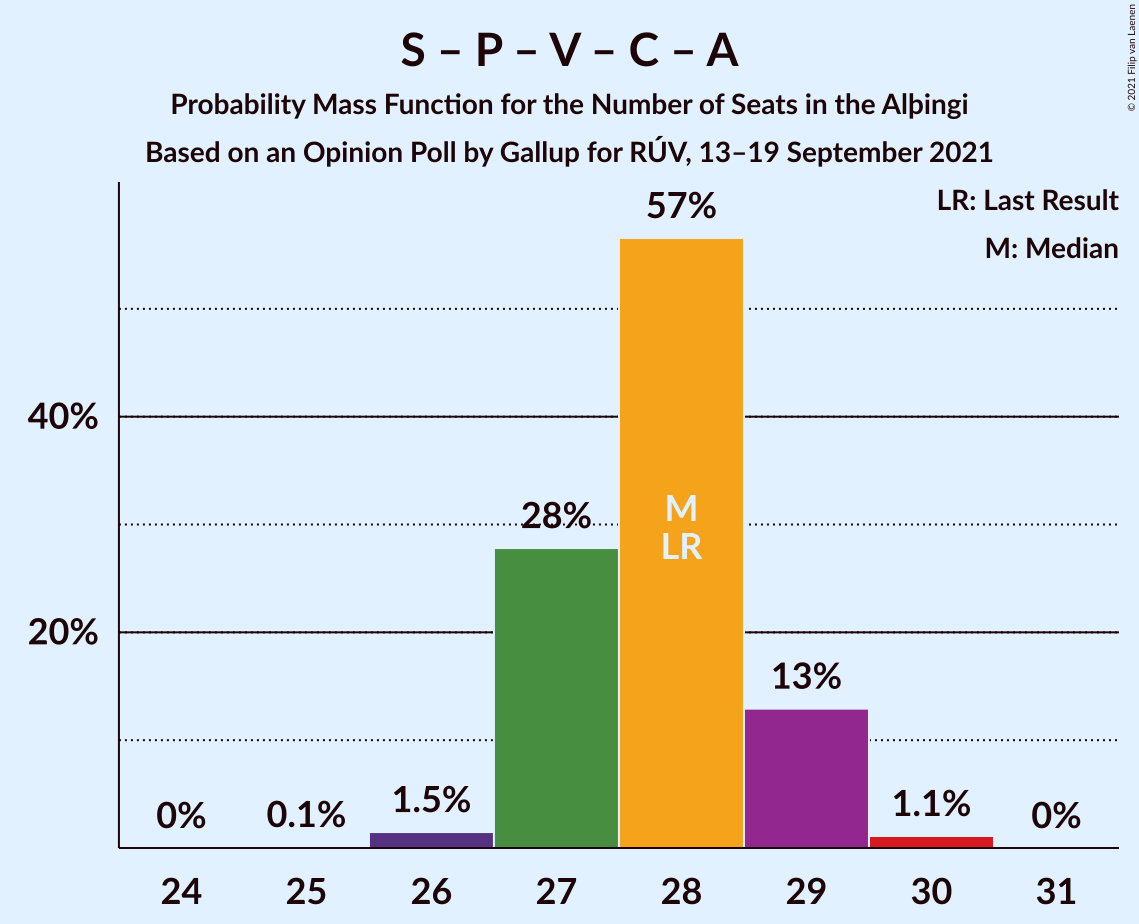 S – P – V – C – A
Probability Mass Function for the Number of Seats in the Alþingi
Based on an Opinion Poll by Gallup for RÚV, 13–19 September 2021
© 2021 Filip van Laenen
LR: Last Result
M: Median
57%
40%
28%
M
LR
20%
13%
0%
0.1%
1.5%
1.1%
0%
24
25
26
27
28
29
30
31